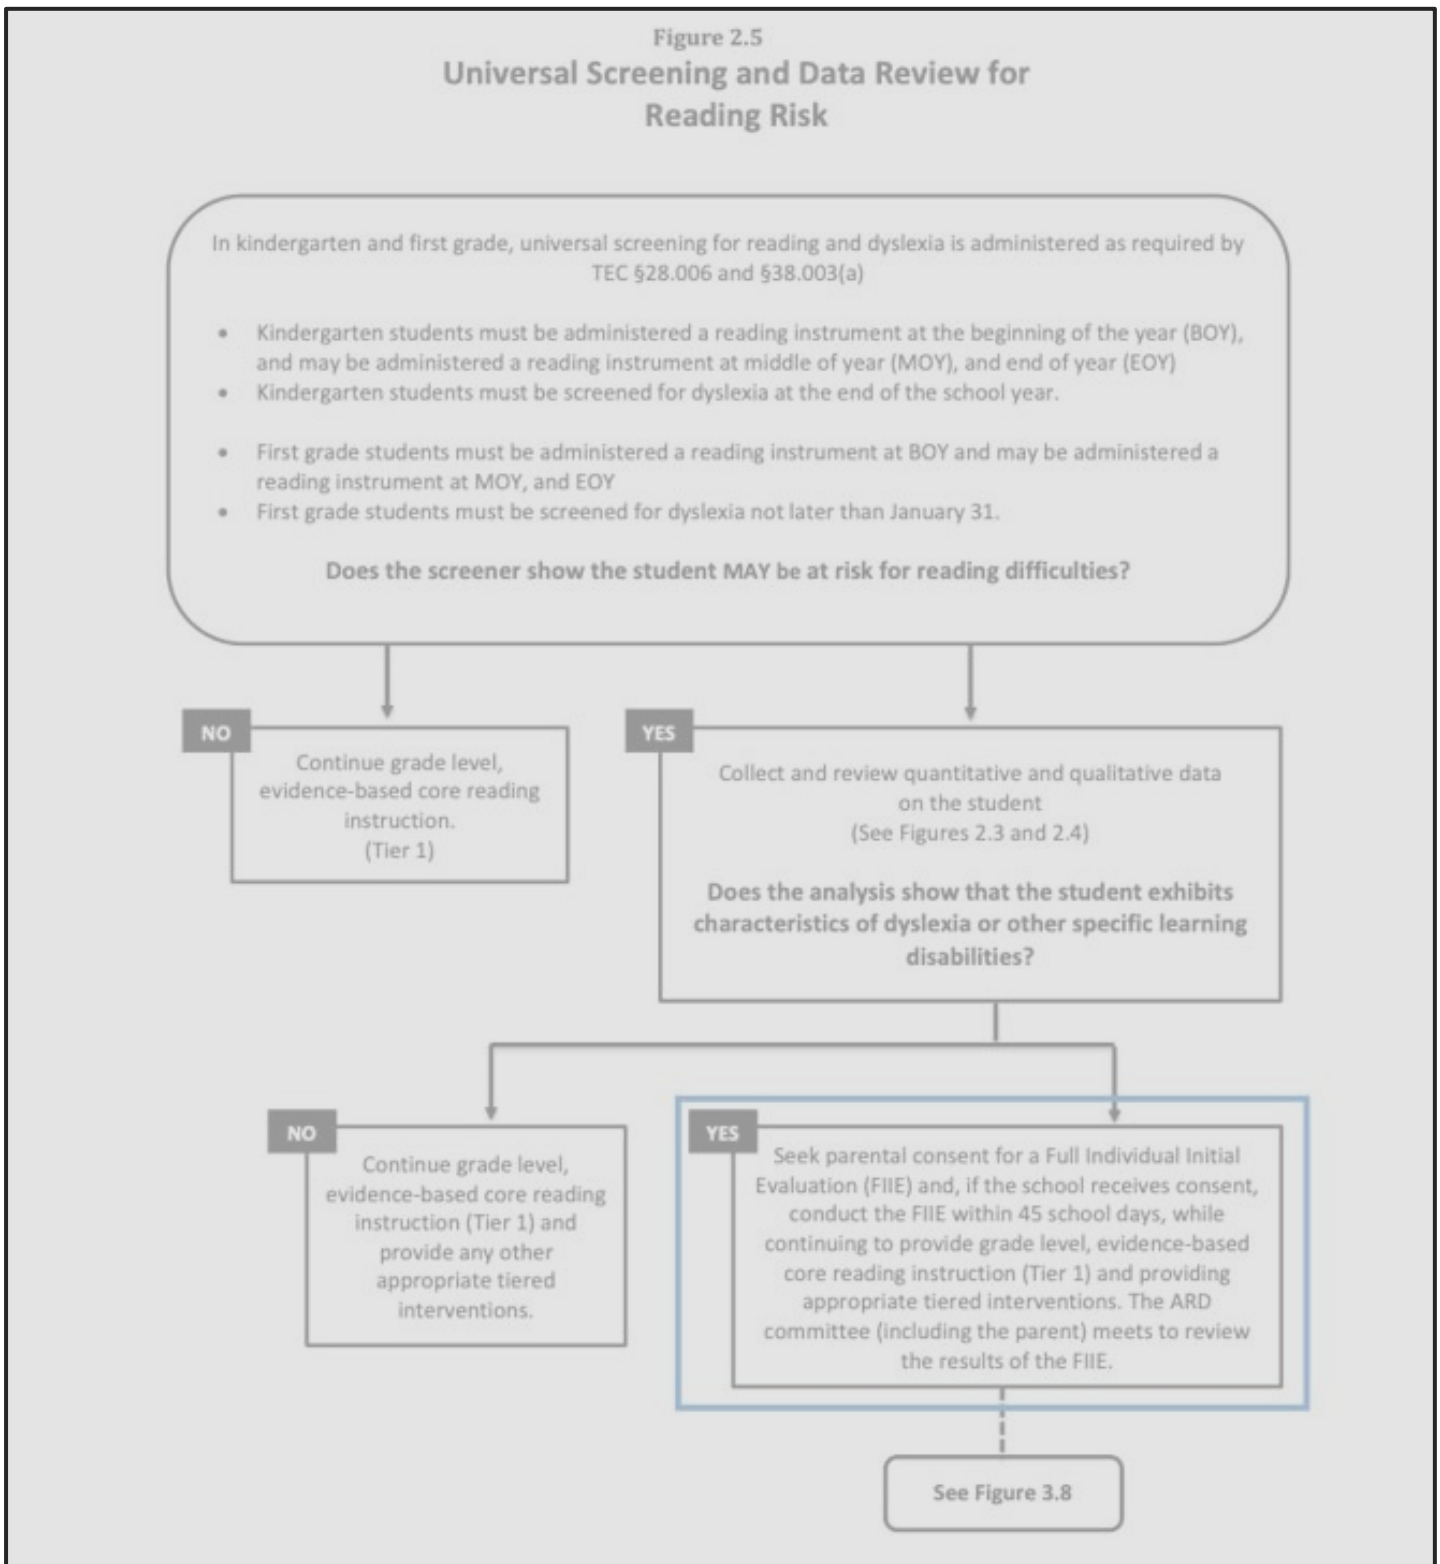 Figure 2.5
Universal Screening and Data Review for
Reading Risk
In kindergarten and first grade, universal screening for reading and dyslexia is administered as required by
TEC §28.006 and §38.003(a)
• Kindergarten students must be administered a reading instrument at the beginning of the year (BOY),
and may be administered a reading instrument at middle of year (MOY), and end of year (EOY)
• Kindergarten students must be screened for dyslexia at the end of the school year.
• First grade students must be administered a reading instrument at BOY and may be administered a
reading instrument at MOY, and EOY
• First grade students must be screened for dyslexia not later than January 31.
Does the screener show the student MAY be at risk for reading difficulties?
NO
Continue grade level,
evidence-based core reading
instruction.
(Tier 1)
YES
Collect and review quantitative and qualitative data
on the student
(See Figures 2.3 and 2.4)
Does the analysis show that the student exhibits
characteristics of dyslexia or other specific learning
disabilities?
NO
Continue grade level,
evidence-based core reading
instruction (Tier 1) and
provide any other
appropriate tiered
interventions.
YES
Seek parental consent for a Full Individual Initial
Evaluation (FIIE) and, if the school receives consent,
conduct the FIIE within 45 school days, while
continuing to provide grade level, evidence-based
core reading instruction (Tier 1) and providing
appropriate tiered interventions. The ARD
committee (including the parent) meets to review
the results of the FIIE.
See Figure 3.8